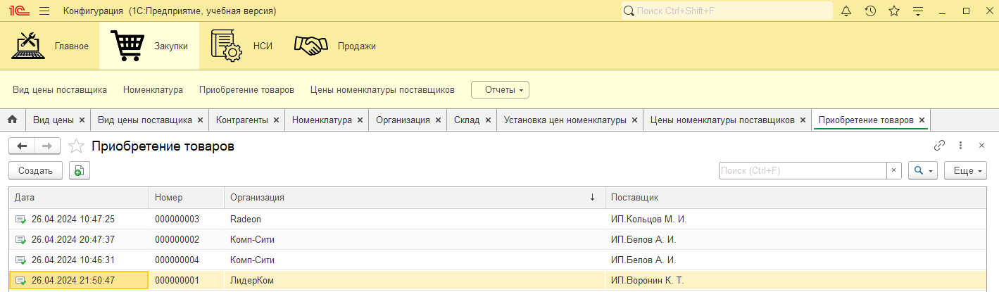 1С Конфигурация (1С:Предприятие, учебная версия) Поиск Ctrl+Shift+F
Главное Закупки НСИ Продажи
Вид цены поставщика Номенклатура Приобретение товаров Цены номенклатуры поставщиков Отчеты
Вид цены Вид цены поставщика Контрагенты Номенклатура Организация Склад Установка цен номенклатуры Цены номенклатуры поставщиков Приобретение товаров
Приобретение товаров
Создать Поиск (Ctrl+F) Еще
Дата Номер Организация Поставщик
26.04.2024 10:47:25 000000003 Radeon ИП.Кольцов М. И.
26.04.2024 20:47:37 000000002 Комп-Сити ИП.Белов А. И.
26.04.2024 10:46:31 000000004 Комп-Сити ИП.Белов А. И.
26.04.2024 21:50:47 000000001 ЛидерКом ИП.Воронин К. Т.